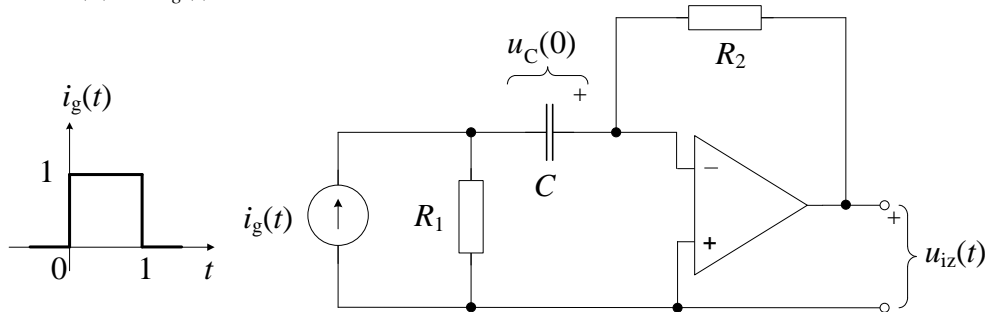 u_C(0)
+
R_2
i_g(t)
1
0
1
t
i_g(t)
R_1
C
−
+
+
u_iz(t)